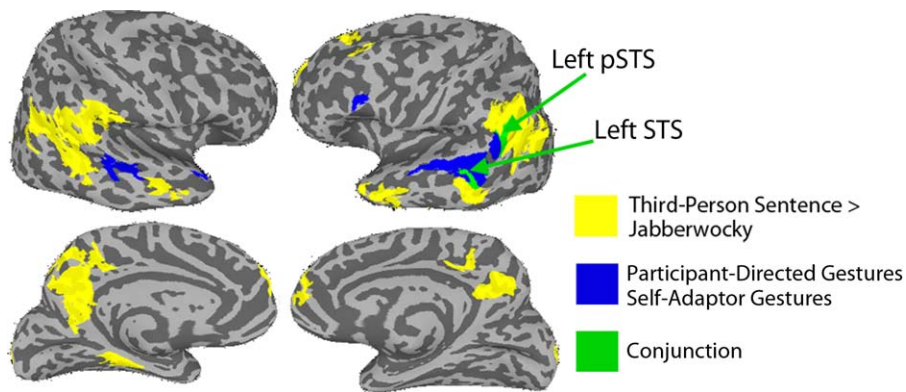 Left pSTS
Left STS
Third-Person Sentence >
Jabberwocky
Participant-Directed Gestures
Self-Adaptor Gestures
Conjunction